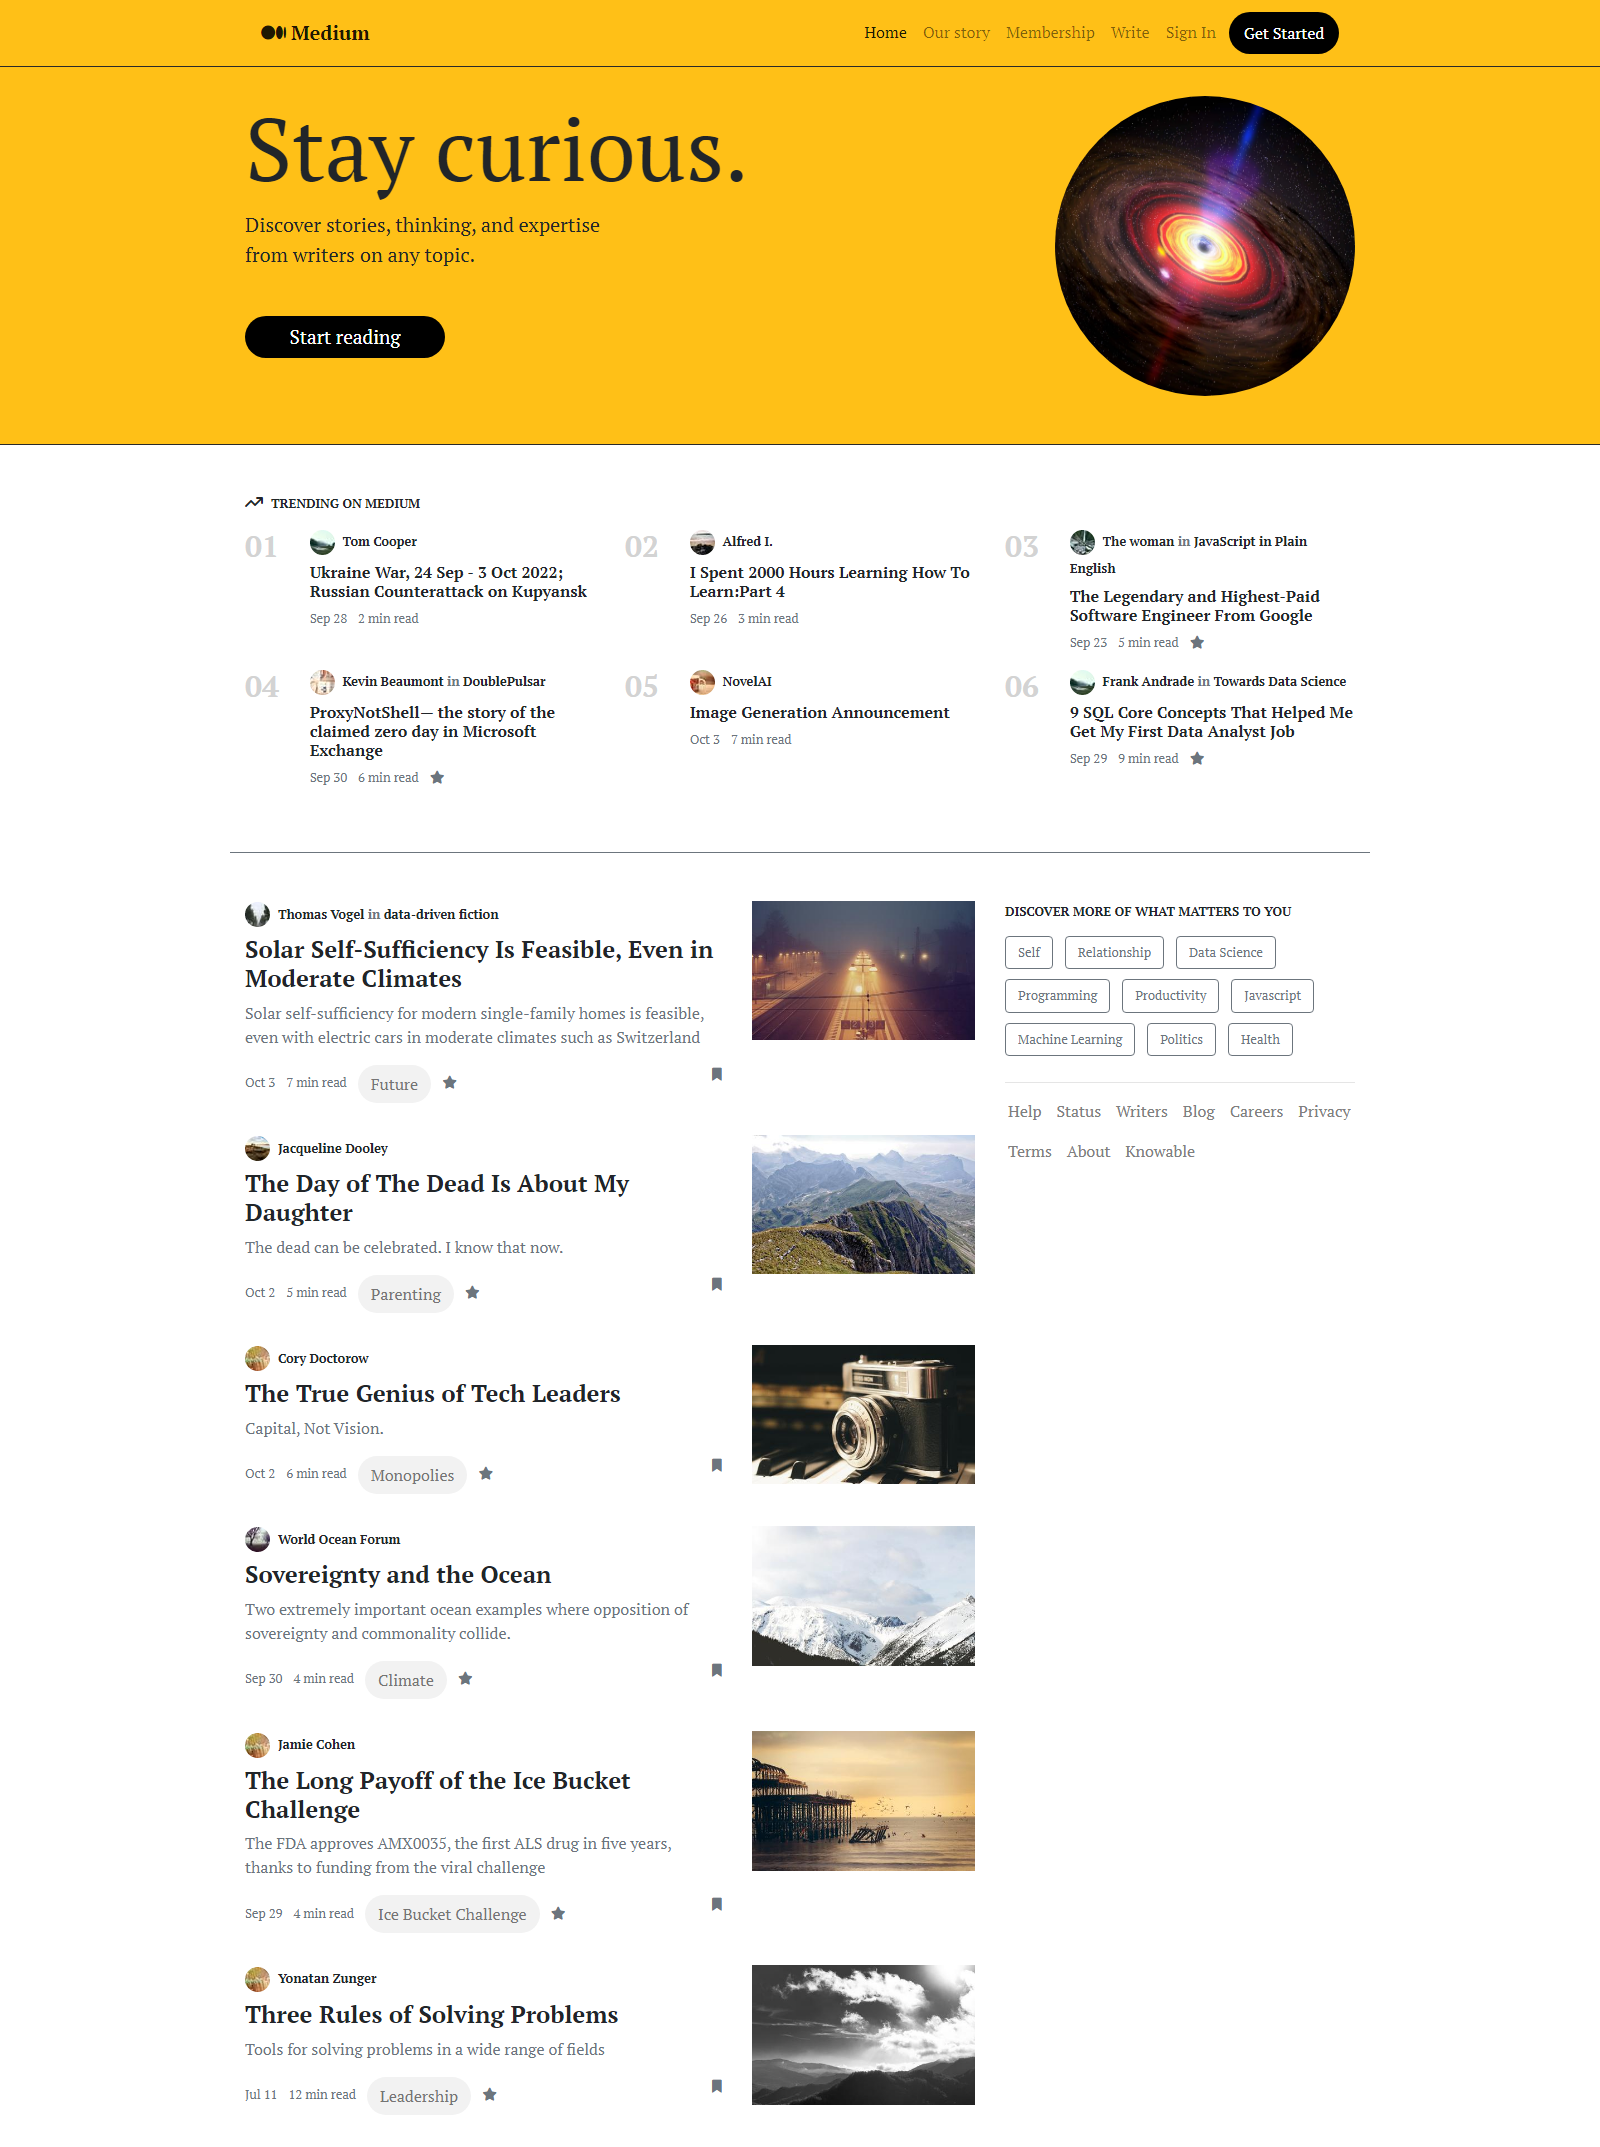 Medium
Home Our story Membership Write Sign In Get Started
Stay curious.
Discover stories, thinking, and expertise
from writers on any topic.
Start reading
TRENDING ON MEDIUM
01
Tom Cooper
Ukraine War, 24 Sep - 3 Oct 2022;
Russian Counterattack on Kupyansk
Sep 28 2 min read
02
Alfred I.
I Spent 2000 Hours Learning How To
Learn:Part 4
Sep 26 3 min read
03
The woman in JavaScript in Plain
English
The Legendary and Highest-Paid
Software Engineer From Google
Sep 23 5 min read
04
Kevin Beaumont in DoublePulsar
ProxyNotShell— the story of the
claimed zero day in Microsoft
Exchange
Sep 30 6 min read
05
NovelAI
Image Generation Announcement
Oct 3 7 min read
06
Frank Andrade in Towards Data Science
9 SQL Core Concepts That Helped Me
Get My First Data Analyst Job
Sep 29 9 min read
Thomas Vogel in data-driven fiction
Solar Self-Sufficiency Is Feasible, Even in
Moderate Climates
Solar self-sufficiency for modern single-family homes is feasible,
even with electric cars in moderate climates such as Switzerland
Oct 3 7 min read Future
Jacqueline Dooley
The Day of The Dead Is About My
Daughter
The dead can be celebrated. I know that now.
Oct 2 5 min read Parenting
Cory Doctorow
The True Genius of Tech Leaders
Capital, Not Vision.
Oct 2 6 min read Monopolies
World Ocean Forum
Sovereignty and the Ocean
Two extremely important ocean examples where opposition of
sovereignty and commonality collide.
Sep 30 4 min read Climate
Jamie Cohen
The Long Payoff of the Ice Bucket
Challenge
The FDA approves AMX0035, the first ALS drug in five years,
thanks to funding from the viral challenge
Sep 29 4 min read Ice Bucket Challenge
Yonatan Zunger
Three Rules of Solving Problems
Tools for solving problems in a wide range of fields
Jul 11 12 min read Leadership
DISCOVER MORE OF WHAT MATTERS TO YOU
Self Relationship Data Science
Programming Productivity Javascript
Machine Learning Politics Health
Help Status Writers Blog Careers Privacy
Terms About Knowable